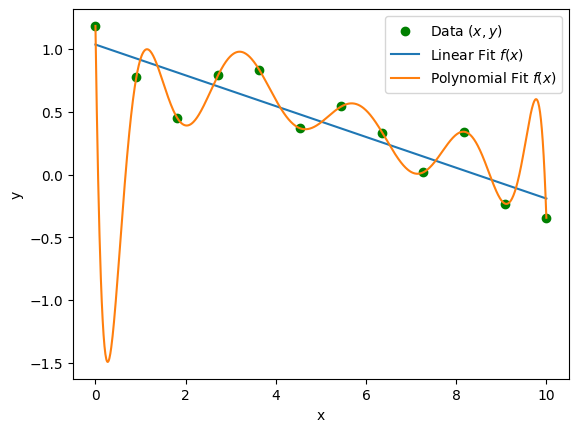 Data (x, y)
Linear Fit f(x)
Polynomial Fit f(x)
1.0
0.5
0.0
−0.5
−1.0
−1.5
y
0 2 4 6 8 10
x